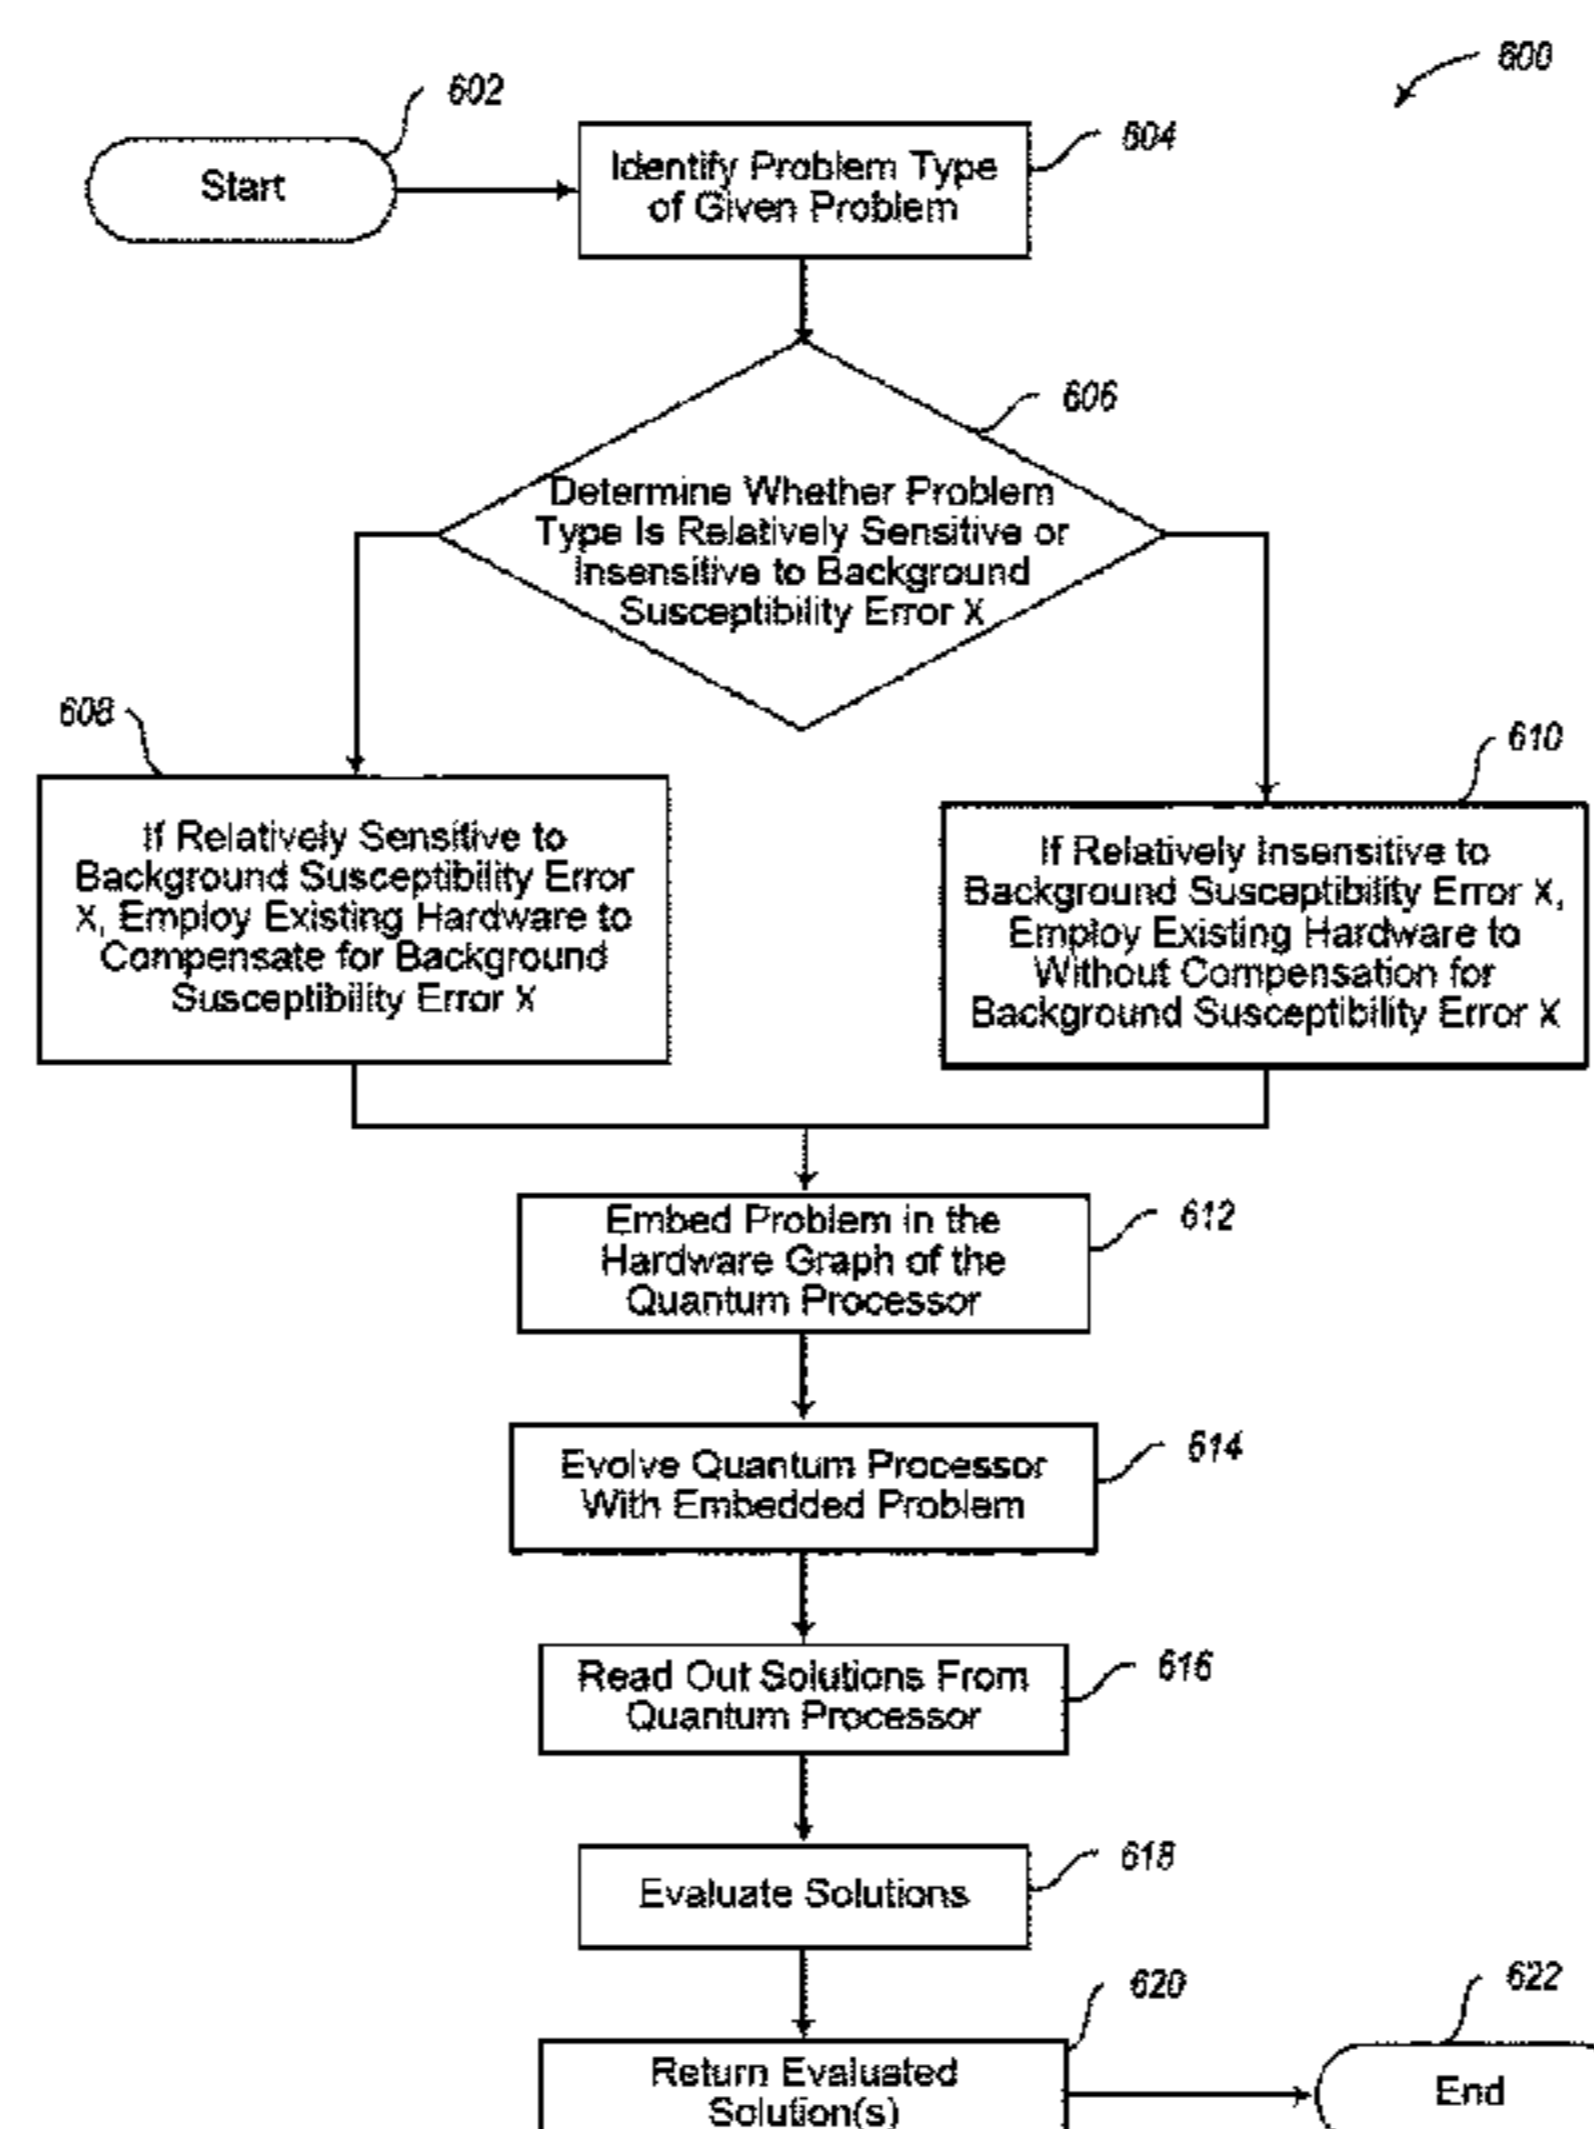 600
602
Start
604
Identify Problem Type
of Given Problem
606
Determine Whether Problem
Type Is Relatively Sensitive or
Insensitive to Background
Susceptibility Error X
608
If Relatively Sensitive to
Background Susceptibility Error
X, Employ Existing Hardware to
Compensate for Background
Susceptibility Error X
610
If Relatively Insensitive to
Background Susceptibility Error X,
Employ Existing Hardware to
Without Compensation for
Background Susceptibility Error X
612
Embed Problem in the
Hardware Graph of the
Quantum Processor
614
Evolve Quantum Processor
With Embedded Problem
616
Read Out Solutions From
Quantum Processor
618
Evaluate Solutions
620
Return Evaluated
Solution(s)
622
End